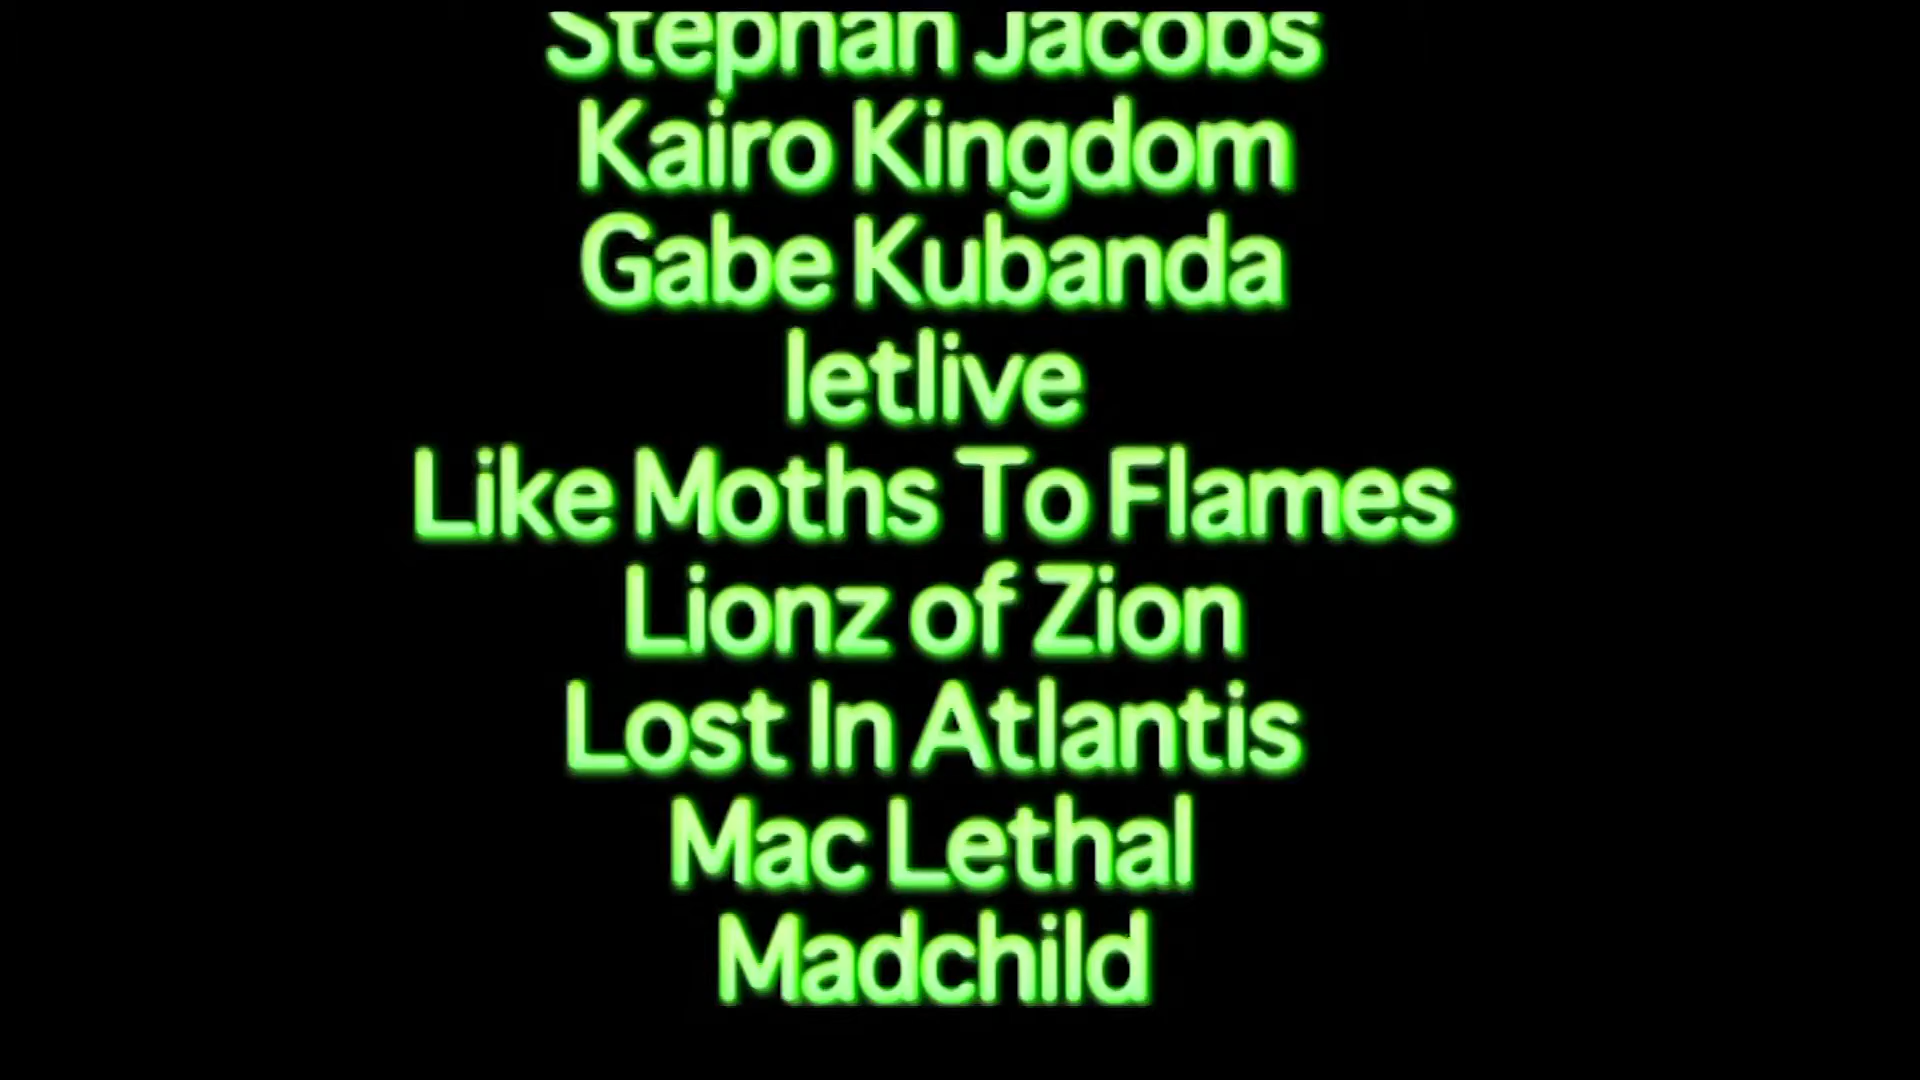 Stephan Jacobs
Kairo Kingdom
Gabe Kubanda
letlive
Like Moths To Flames
Lionz of Zion
Lost In Atlantis
Mac Lethal
Madchild